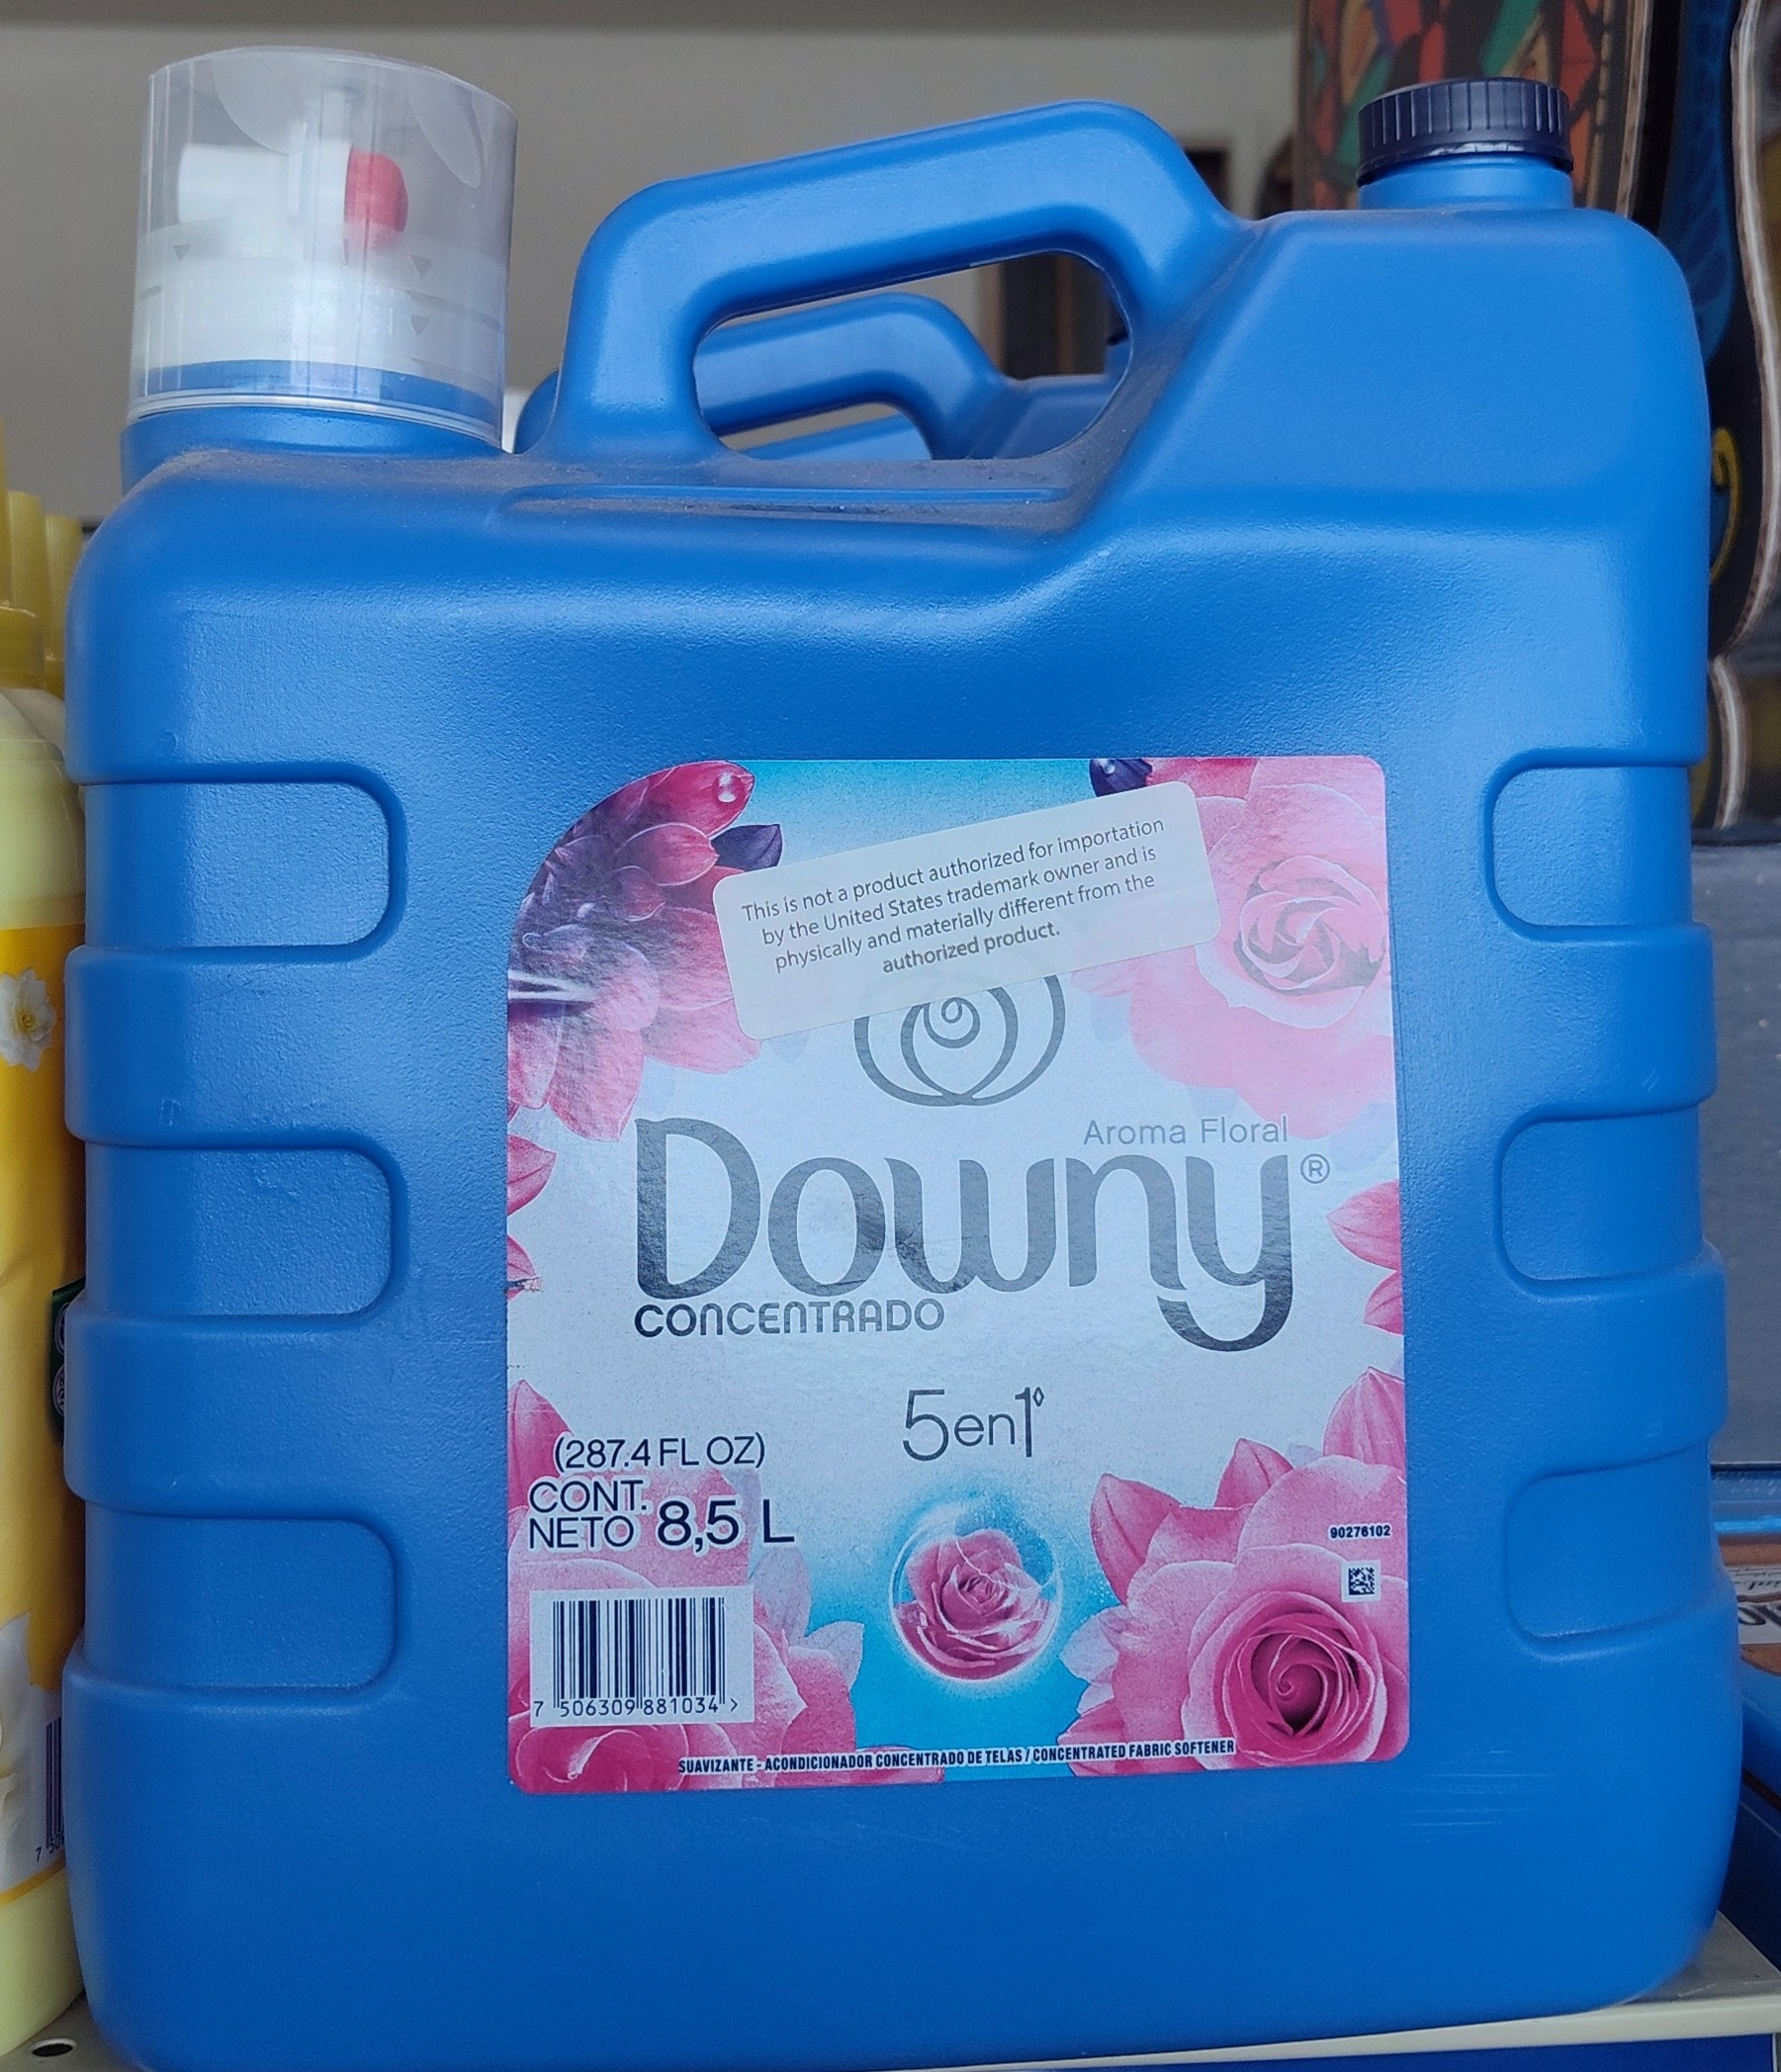 This is not a product authorized for importation
by the United States trademark owner and is
physically and materially different from the
authorized product.
Aroma Floral
Downy®
CONCENTRADO
5en1◊
(287.4 FL OZ)
CONT.
NETO 8,5 L
90276102
7 506309 881034 >
SUAVIZANTE - ACONDICIONADOR CONCENTRADO DE TELAS / CONCENTRATED FABRIC SOFTENER